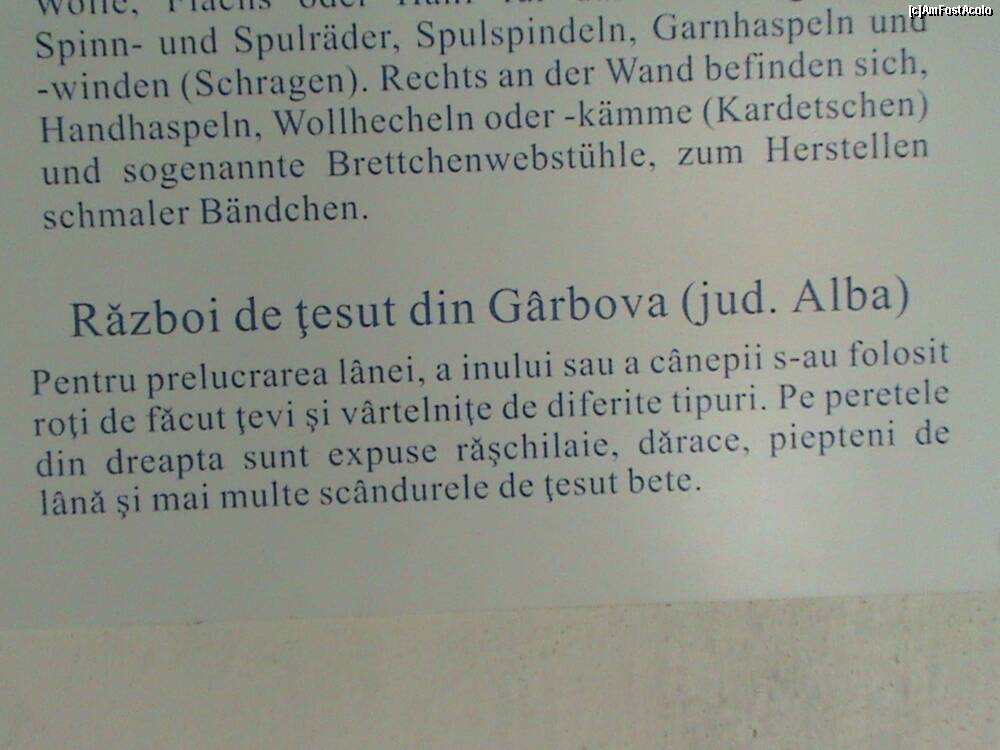 (c)AmFostAcolo
Wolle, Flachs oder
Spinn- und Spulräder, Spulspindeln, Garnhaspeln und
-winden (Schragen). Rechts an der Wand befinden sich,
Handhaspeln, Wollhecheln oder -kämme (Kardetschen)
und sogenannte Brettchenwebstühle, zum Herstellen
schmaler Bändchen.
Război de ţesut din Gârbova (jud. Alba)
Pentru prelucrarea lânei, a inului sau a cânepii s-au folosit
roţi de făcut ţevi şi vârtelniţe de diferite tipuri. Pe peretele
din dreapta sunt expuse răşchilaie, dărace, piepteni de
lână şi mai multe scândurele de ţesut bete.